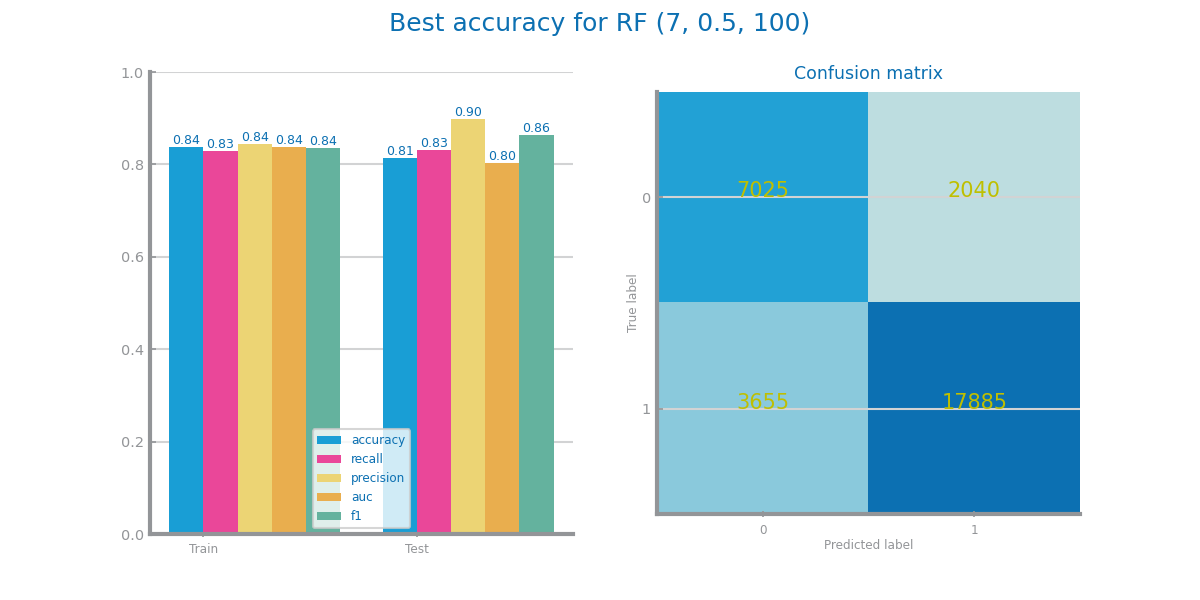 Best accuracy for RF (7, 0.5, 100)
1.0
0.8
0.6
0.4
0.2
0.0
0.84 0.83 0.84 0.84 0.84 0.81 0.83 0.90 0.80 0.86
accuracy
recall
precision
auc
f1
Train Test
Confusion matrix
True label
0
1
7025 2040
3655 17885
0 1
Predicted label